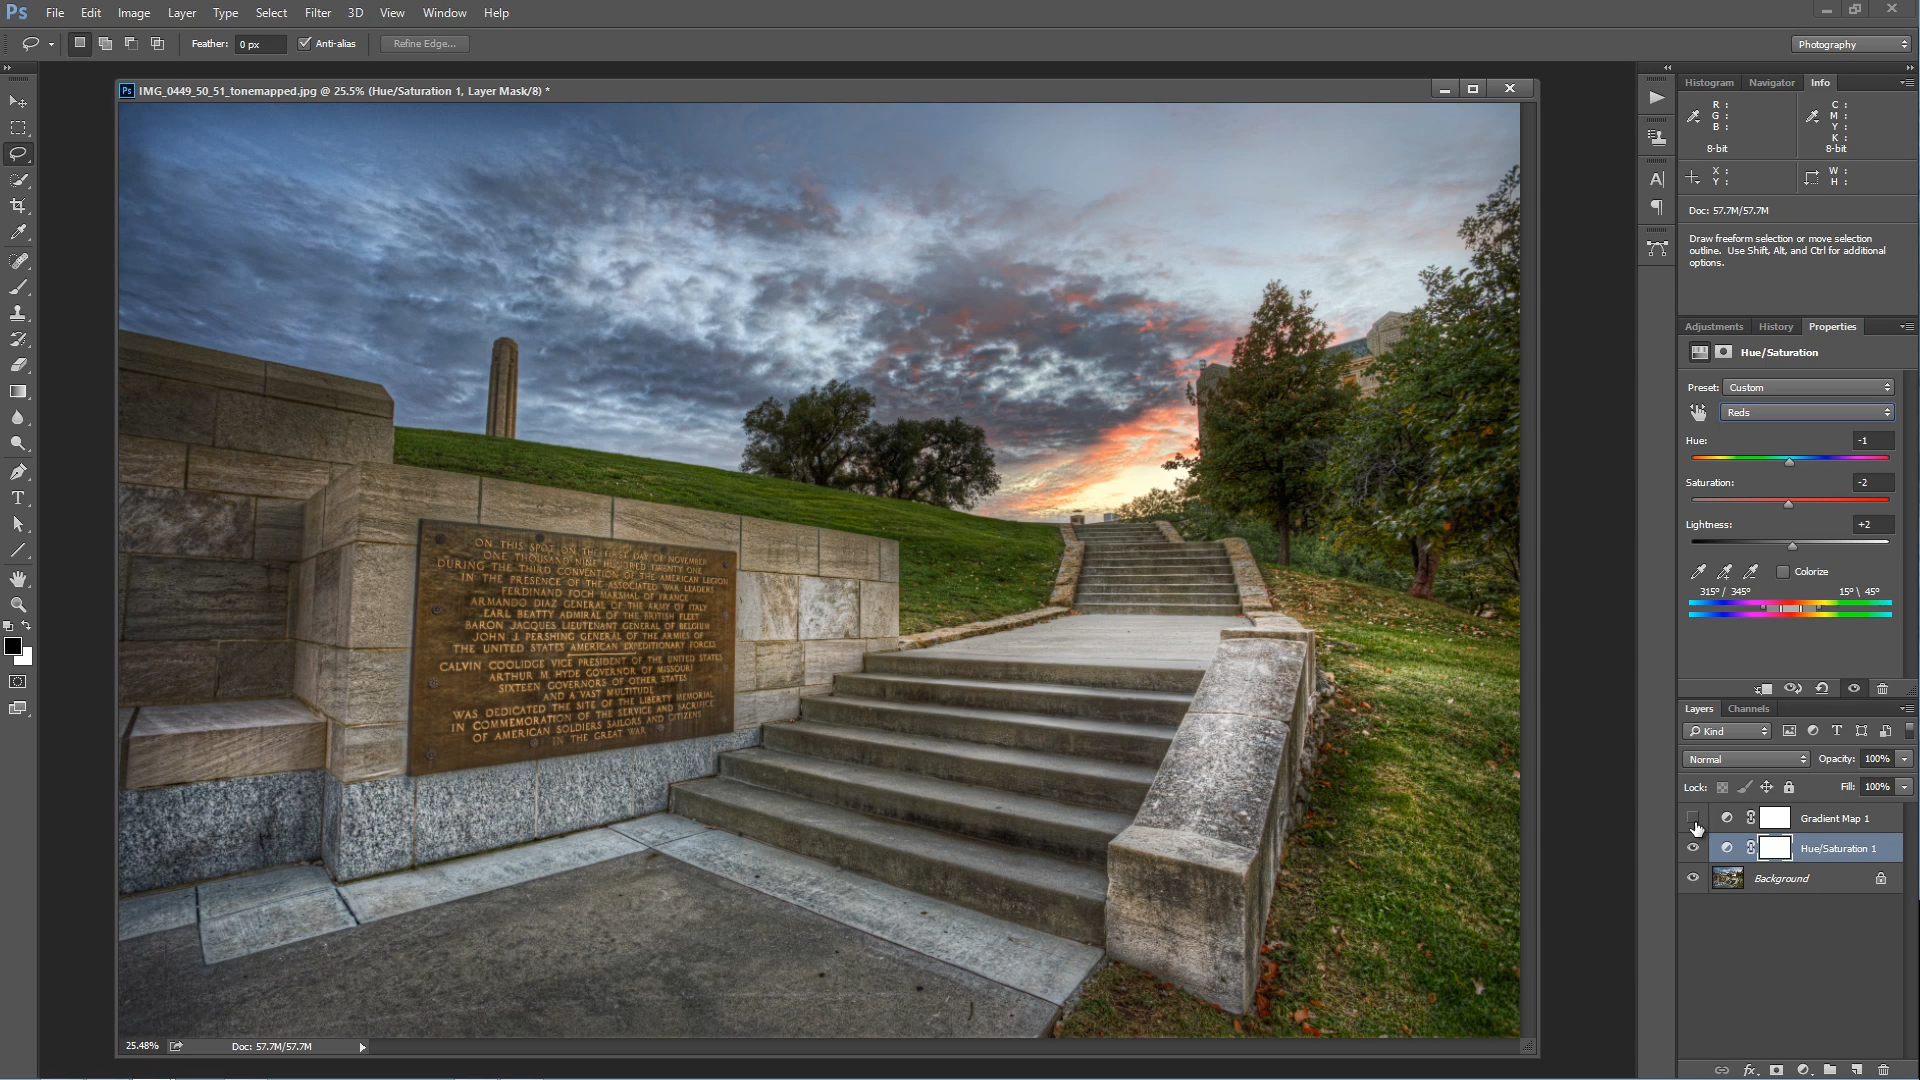 Ps File Edit Image Layer Type Select Filter 3D View Window Help
Feather: 0 px Anti-alias Refine Edge... Photography
Ps IMG_0449_50_51_tonemapped.jpg @ 25.5% (Hue/Saturation 1, Layer Mask/8) *
ON THIS SPOT ON THE FIRST DAY OF NOVEMBER
ONE THOUSAND NINE HUNDRED TWENTY ONE
DURING THE THIRD CONVENTION OF THE AMERICAN LEGION
IN THE PRESENCE OF THE ASSOCIATED WAR LEADERS
FERDINAND FOCH MARSHAL OF FRANCE
ARMANDO DIAZ GENERAL OF THE ARMY OF ITALY
EARL BEATTY ADMIRAL OF THE BRITISH FLEET
BARON JACQUES LIEUTENANT GENERAL OF BELGIUM
JOHN J. PERSHING GENERAL OF THE ARMIES OF
THE UNITED STATES AMERICAN EXPEDITIONARY FORCES
CALVIN COOLIDGE VICE PRESIDENT OF THE UNITED STATES
ARTHUR M HYDE GOVERNOR OF MISSOURI
SIXTEEN GOVERNORS OF OTHER STATES
AND A VAST MULTITUDE
WAS DEDICATED THE SITE OF THE LIBERTY MEMORIAL
IN COMMEMORATION OF THE SERVICE AND SACRIFICE
OF AMERICAN SOLDIERS SAILORS AND CITIZENS
IN THE GREAT WAR
25.48% Doc: 57.7M/57.7M
Histogram Navigator Info
R : C :
G : M :
B : Y :
K :
8-bit 8-bit
X : W :
Y : H :
Doc: 57.7M/57.7M
Draw freeform selection or move selection
outline. Use Shift, Alt, and Ctrl for additional
options.
Adjustments History Properties
Hue/Saturation
Preset: Custom
Reds
Hue: -1
Saturation: -2
Lightness: +2
Colorize
315°/ 345° 15°\ 45°
Layers Channels
Kind
Normal Opacity: 100%
Lock: Fill: 100%
Gradient Map 1
Hue/Saturation 1
Background